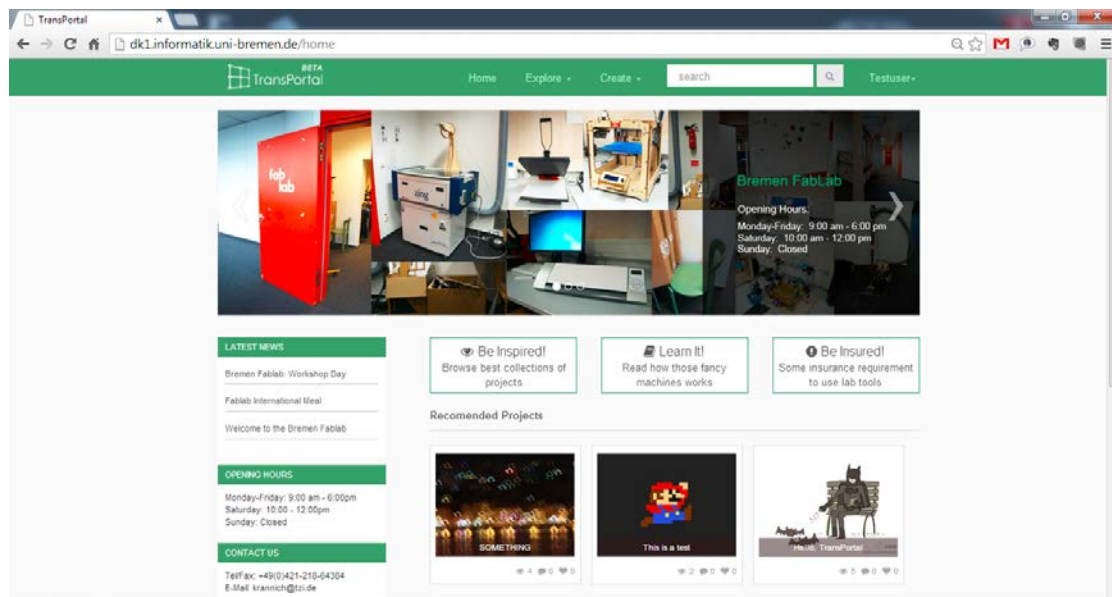 TransPortal
dk1.informatik.uni-bremen.de/home
BETA
TransPortal
Home Explore Create search Testuser
fab
lab
zing
Bremen FabLab
Opening Hours:
Monday-Friday: 9:00 am - 6:00 pm
Saturday: 10:00 am - 12:00 pm
Sunday: Closed
LATEST NEWS
Bremen Fablab: Workshop Day
Fablab International Meal
Welcome to the Bremen Fablab
OPENING HOURS
Monday-Friday: 9:00 am - 6:00pm
Saturday: 10:00 - 12:00pm
Sunday: Closed
CONTACT US
Tel/Fax: +49(0)421-218-64384
E-Mail: krannich@tzi.de
Be Inspired!
Browse best collections of
projects
Learn It!
Read how those fancy
machines works
Be Insured!
Some insurance requirement
to use lab tools
Recomended Projects
SOMETHING
4 0 0
This is a test
2 0 0
Hello, TransPortal
5 0 0